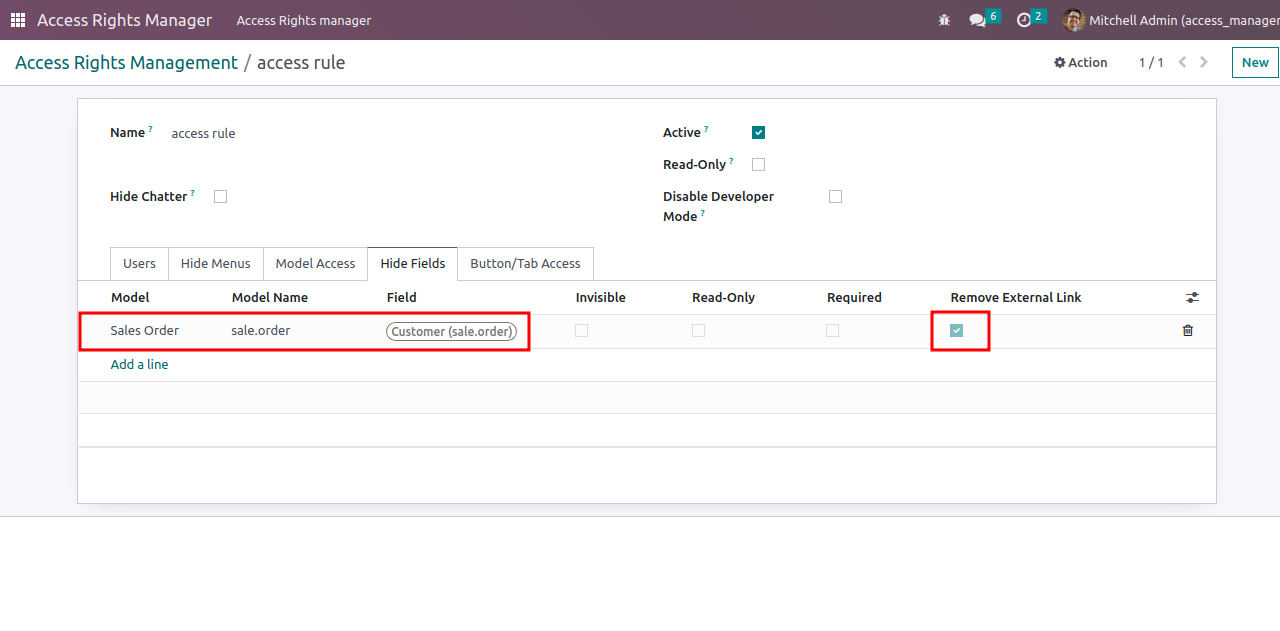 Access Rights Manager Access Rights manager 6 2 Mitchell Admin (access_manager
Access Rights Management / access rule Action 1 / 1 New
Name ? access rule Active ?
Read-Only ?
Hide Chatter ? Disable Developer
Mode ?
Users Hide Menus Model Access Hide Fields Button/Tab Access
Model Model Name Field Invisible Read-Only Required Remove External Link
Sales Order sale.order Customer (sale.order)
Add a line